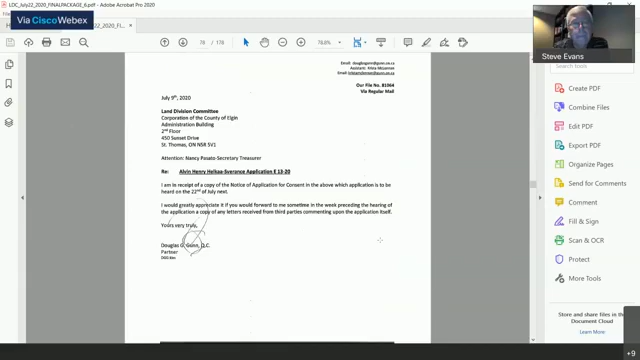 LDC_July22_2020_FINALPACKAGE_6.pdf - Adobe Acrobat Pro 2020
Via Cisco Webex
78 / 178
78.8%
Steve Evans
Search tools
Our File No. 81064
Via Regular Mail
July 9th, 2020
Land Division Committee
Corporation of the County of Elgin
Administration Building
2nd Floor
450 Sunset Drive
St. Thomas, ON N5R 5V1
Attention: Nancy Pasato-Secretary Treasurer
Re: Alvin Henry Helkaa-Sverance Application E 13-20
I am in receipt of a copy of the Notice of Application for Consent in the above which application is to be
heard on the 22nd of July next.
I would greatly appreciate it if you would forward to me sometime in the week preceding the hearing of
the application a copy of any letters received from third parties commenting upon the application itself.
Yours very truly,
Douglas G. Gunn, Q.C.
Partner
Create PDF
Combine Files
Edit PDF
Export PDF
Organize Pages
Send for Comments
Comment
Fill & Sign
Scan & OCR
Protect
More Tools
Store and share files in the
Document Cloud
Learn More
+9